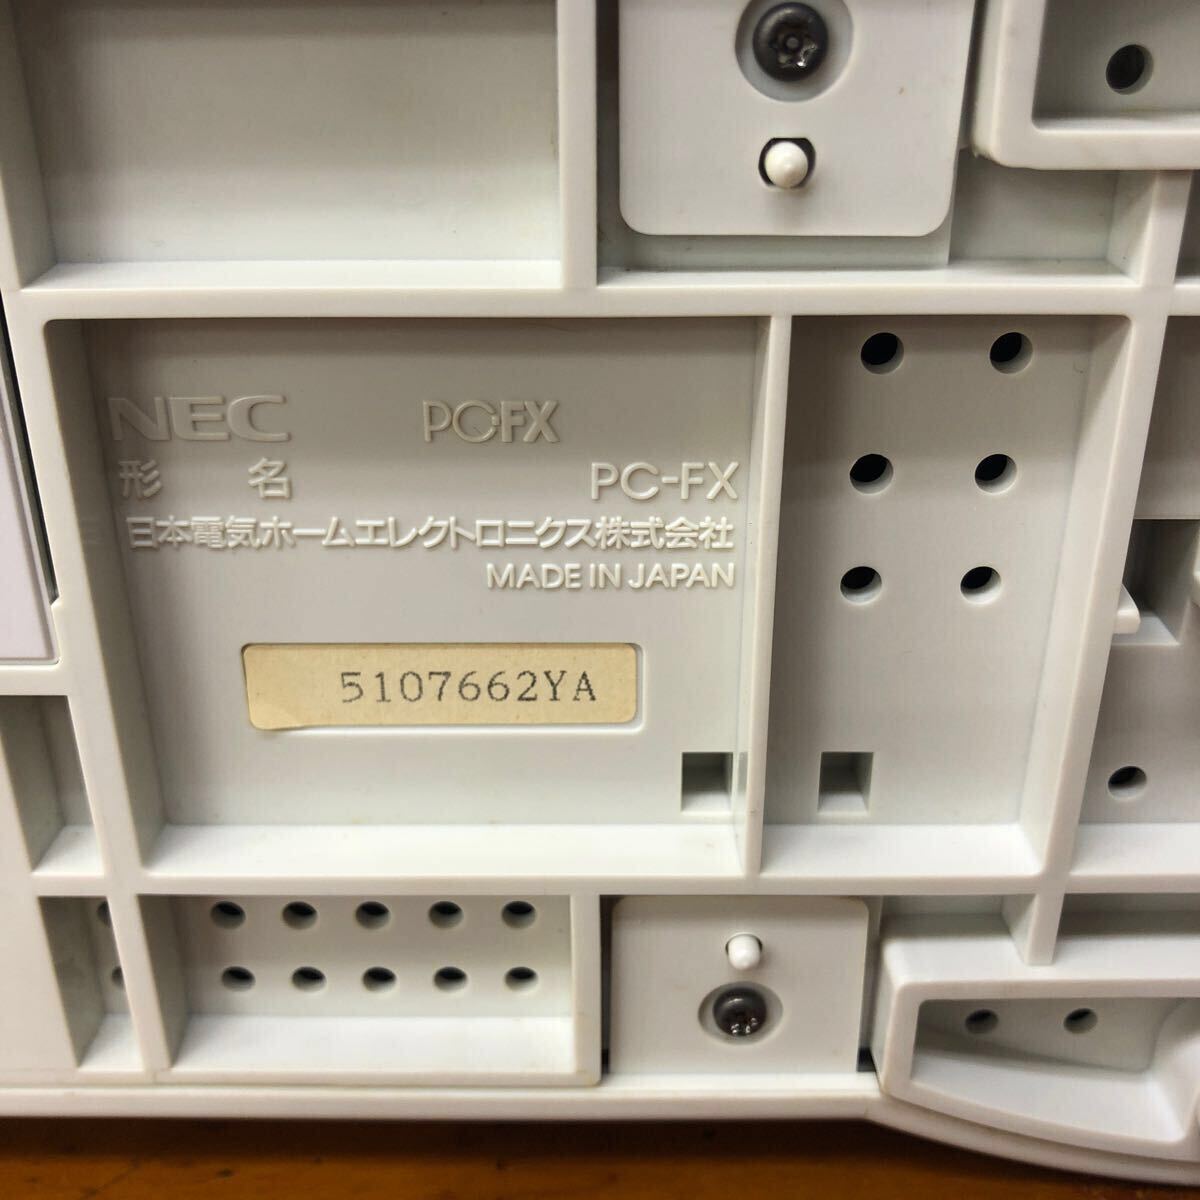 NEC PC-FX
形名 PC-FX
日本電気ホームエレクトロニクス株式会社
MADE IN JAPAN
5107662YA